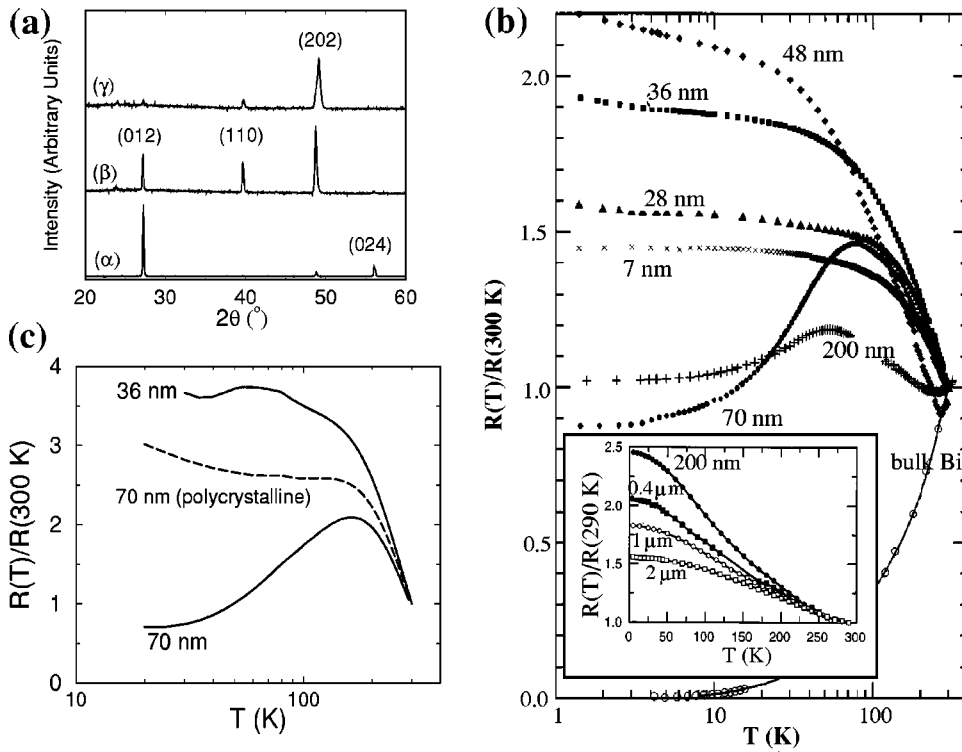 (a)
Intensity (Arbitrary Units)
(γ)
(β)
(α)
(012)
(110)
(202)
(024)
20 30 40 50 60
2θ (°)
(b)
R(T)/R(300 K)
2.0
1.5
1.0
0.5
0.0
48 nm
36 nm
28 nm
7 nm
200 nm
70 nm
bulk Bi
1 10 100
T (K)
R(T)/R(290 K)
2.5
2.0
1.5
1.0
200 nm
0.4 μm
1 μm
2 μm
0 50 100 150 200 250 300
T (K)
(c)
R(T)/R(300 K)
4
3
2
1
0
36 nm
70 nm (polycrystalline)
70 nm
10 100
T (K)